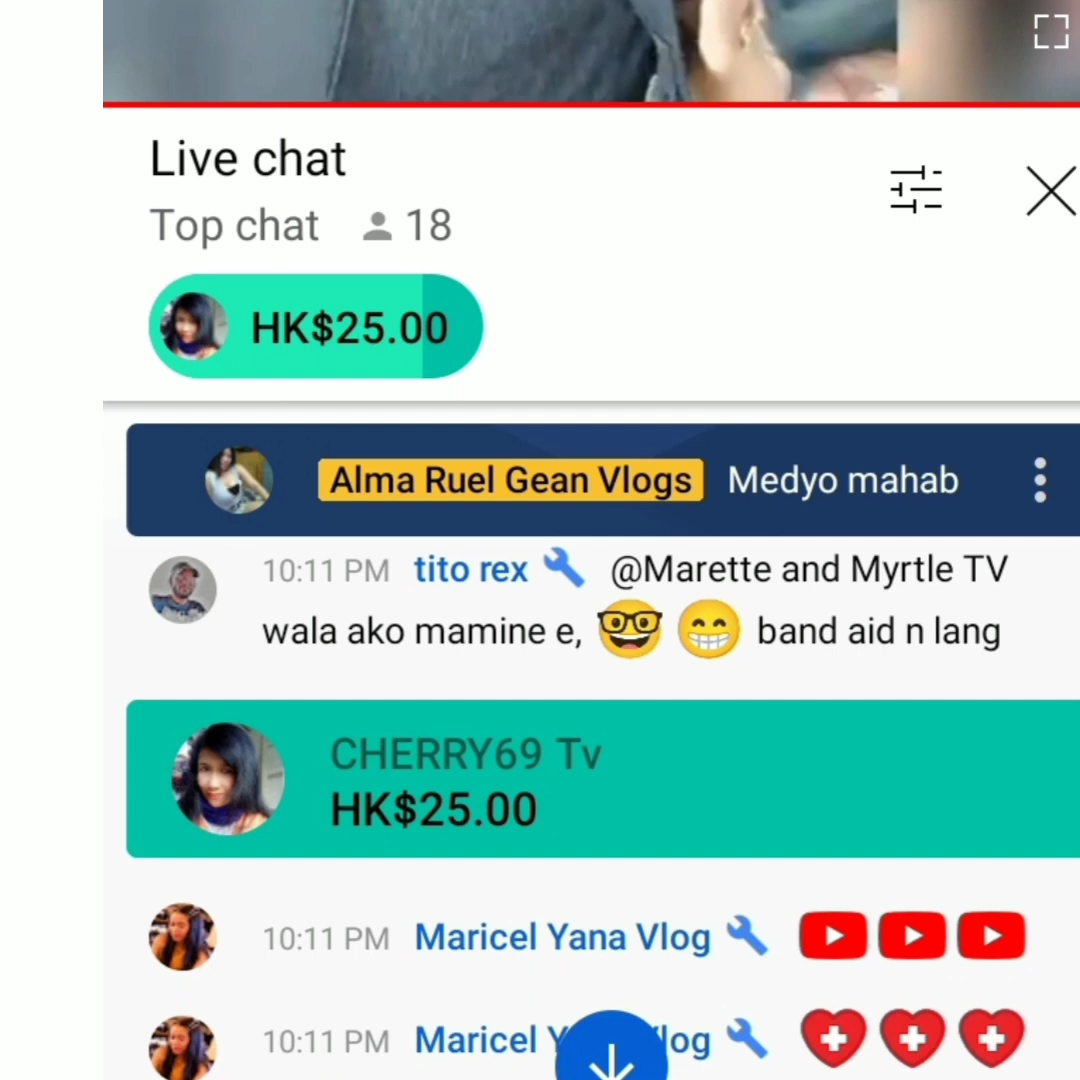 Live chat
Top chat 18
HK$25.00
Alma Ruel Gean Vlogs Medyo mahab
10:11 PM tito rex @Marette and Myrtle TV
wala ako mamine e, band aid n lang
CHERRY69 Tv
HK$25.00
10:11 PM Maricel Yana Vlog
10:11 PM Maricel